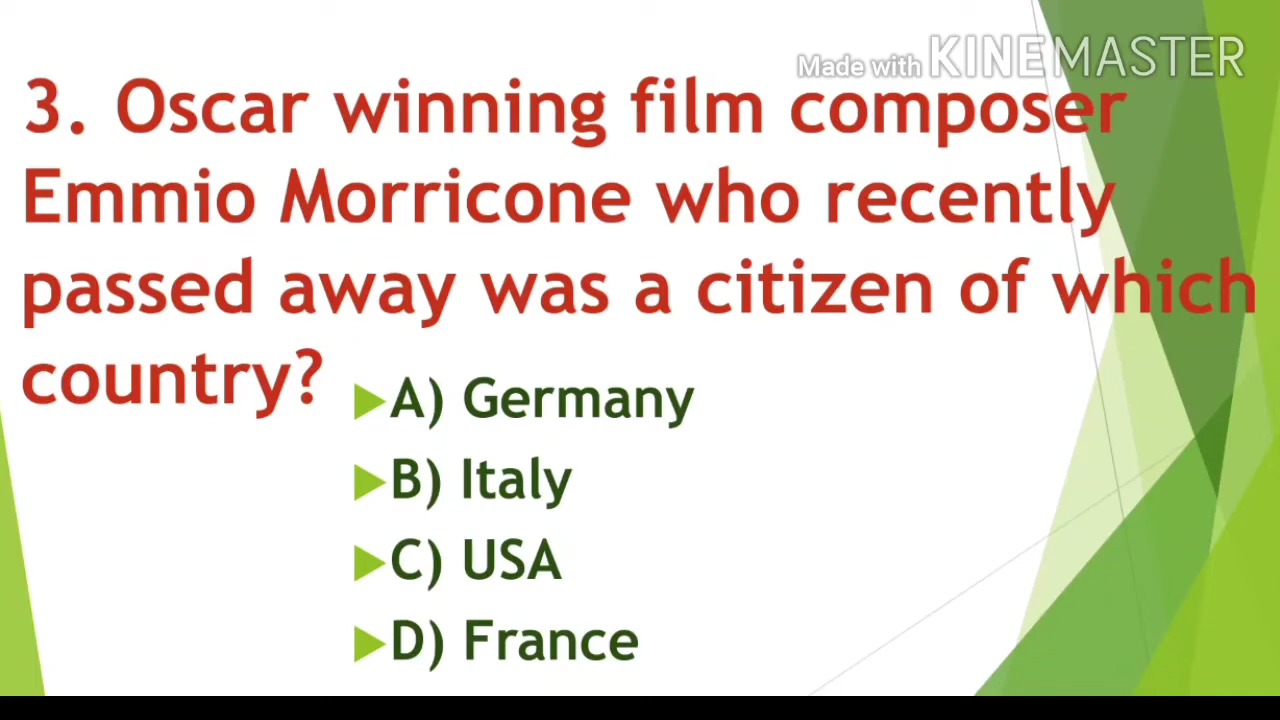 Made with KINEMASTER
3. Oscar winning film composer
Emmio Morricone who recently
passed away was a citizen of which
country?
A) Germany
B) Italy
C) USA
D) France